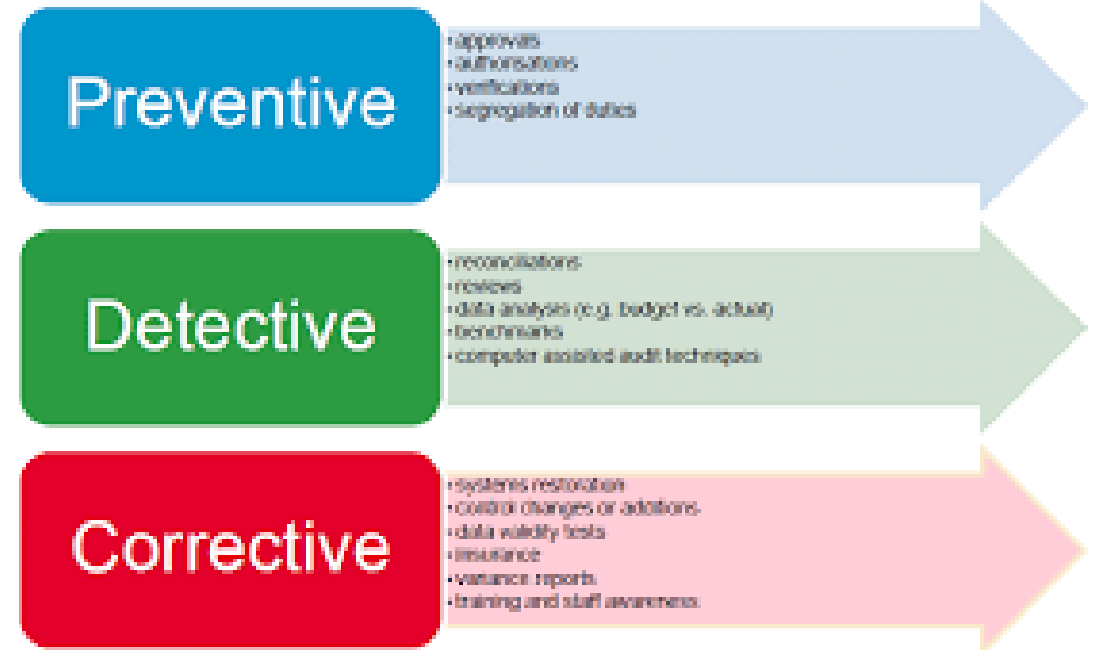 Preventive
•approvals
•authorisations
•verifications
•segregation of duties
Detective
•reconciliations
•reviews
•data analysis (e.g. budget vs. actual)
•benchmarks
•computer assisted audit techniques
Corrective
•systems restoration
•control changes or additions
•data validity tests
•insurance
•variance reports
•training and staff awareness